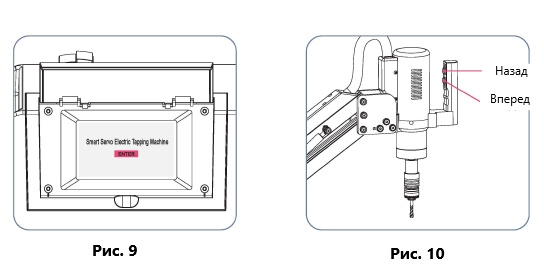 Smart Servo Electric Tapping Machine
ENTER
Назад
Вперед
Рис. 9
Рис. 10